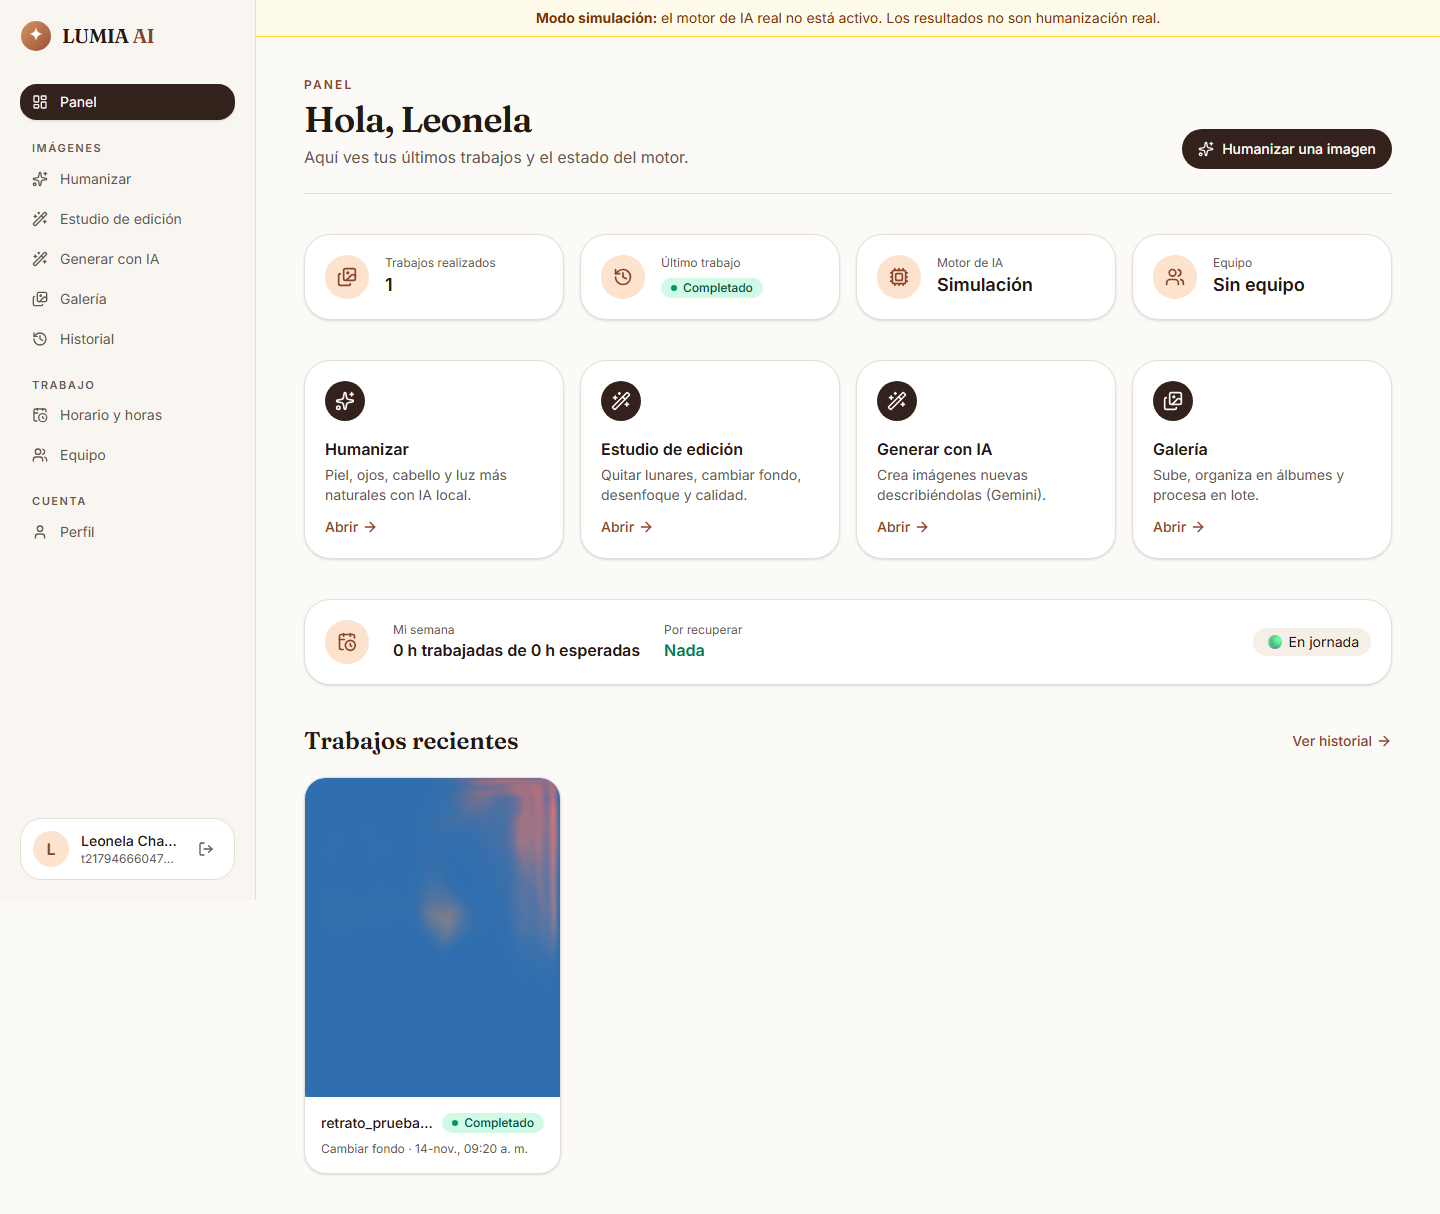 LUMIA AI
Panel
IMÁGENES
Humanizar
Estudio de edición
Generar con IA
Galería
Historial
TRABAJO
Horario y horas
Equipo
CUENTA
Perfil
L
Leonela Cha...
t21794666047...
Modo simulación: el motor de IA real no está activo. Los resultados no son humanización real.
PANEL
Hola, Leonela
Aquí ves tus últimos trabajos y el estado del motor.
Humanizar una imagen
Trabajos realizados
1
Último trabajo
Completado
Motor de IA
Simulación
Equipo
Sin equipo
Humanizar
Piel, ojos, cabello y luz más
naturales con IA local.
Abrir
Estudio de edición
Quitar lunares, cambiar fondo,
desenfoque y calidad.
Abrir
Generar con IA
Crea imágenes nuevas
describiéndolas (Gemini).
Abrir
Galería
Sube, organiza en álbumes y
procesa en lote.
Abrir
Mi semana
0 h trabajadas de 0 h esperadas
Por recuperar
Nada
En jornada
Trabajos recientes
Ver historial
retrato_prueba...
Completado
Cambiar fondo · 14-nov., 09:20 a. m.